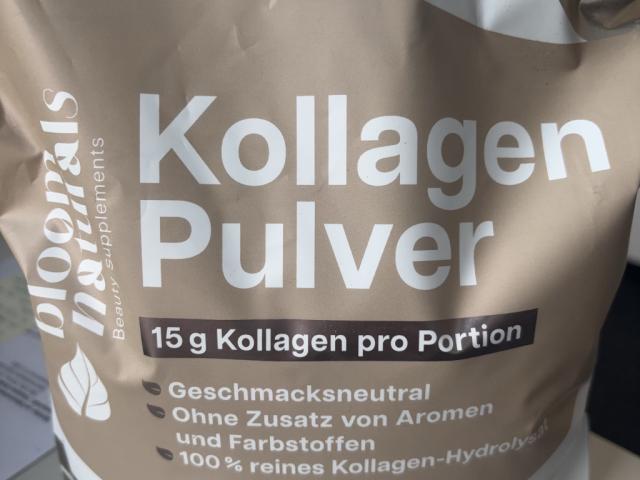 bloom
naturals
Beauty supplements
Kollagen
Pulver
15 g Kollagen pro Portion
Geschmacksneutral
Ohne Zusatz von Aromen
und Farbstoffen
100 % reines Kollagen-Hydrolysat